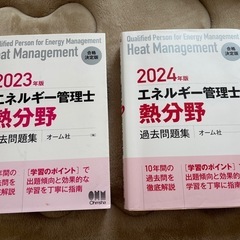 Qualified Person for Energy Management
Heat Management
合格決定版
2023年版
エネルギー管理士
熱分野
過去問題集 オーム社
10年間の過去問を徹底解説
[学習のポイント]で
出題傾向と効果的な
学習を丁寧に指南
Ohmsha
Qualified Person for Energy Management
Heat Management
合格決定版
2024年版
エネルギー管理士
熱分野
過去問題集 オーム社
10年間の
過去問を
徹底解説
[学習のポイント]で
出題傾向と効果的な
学習を丁寧に指南